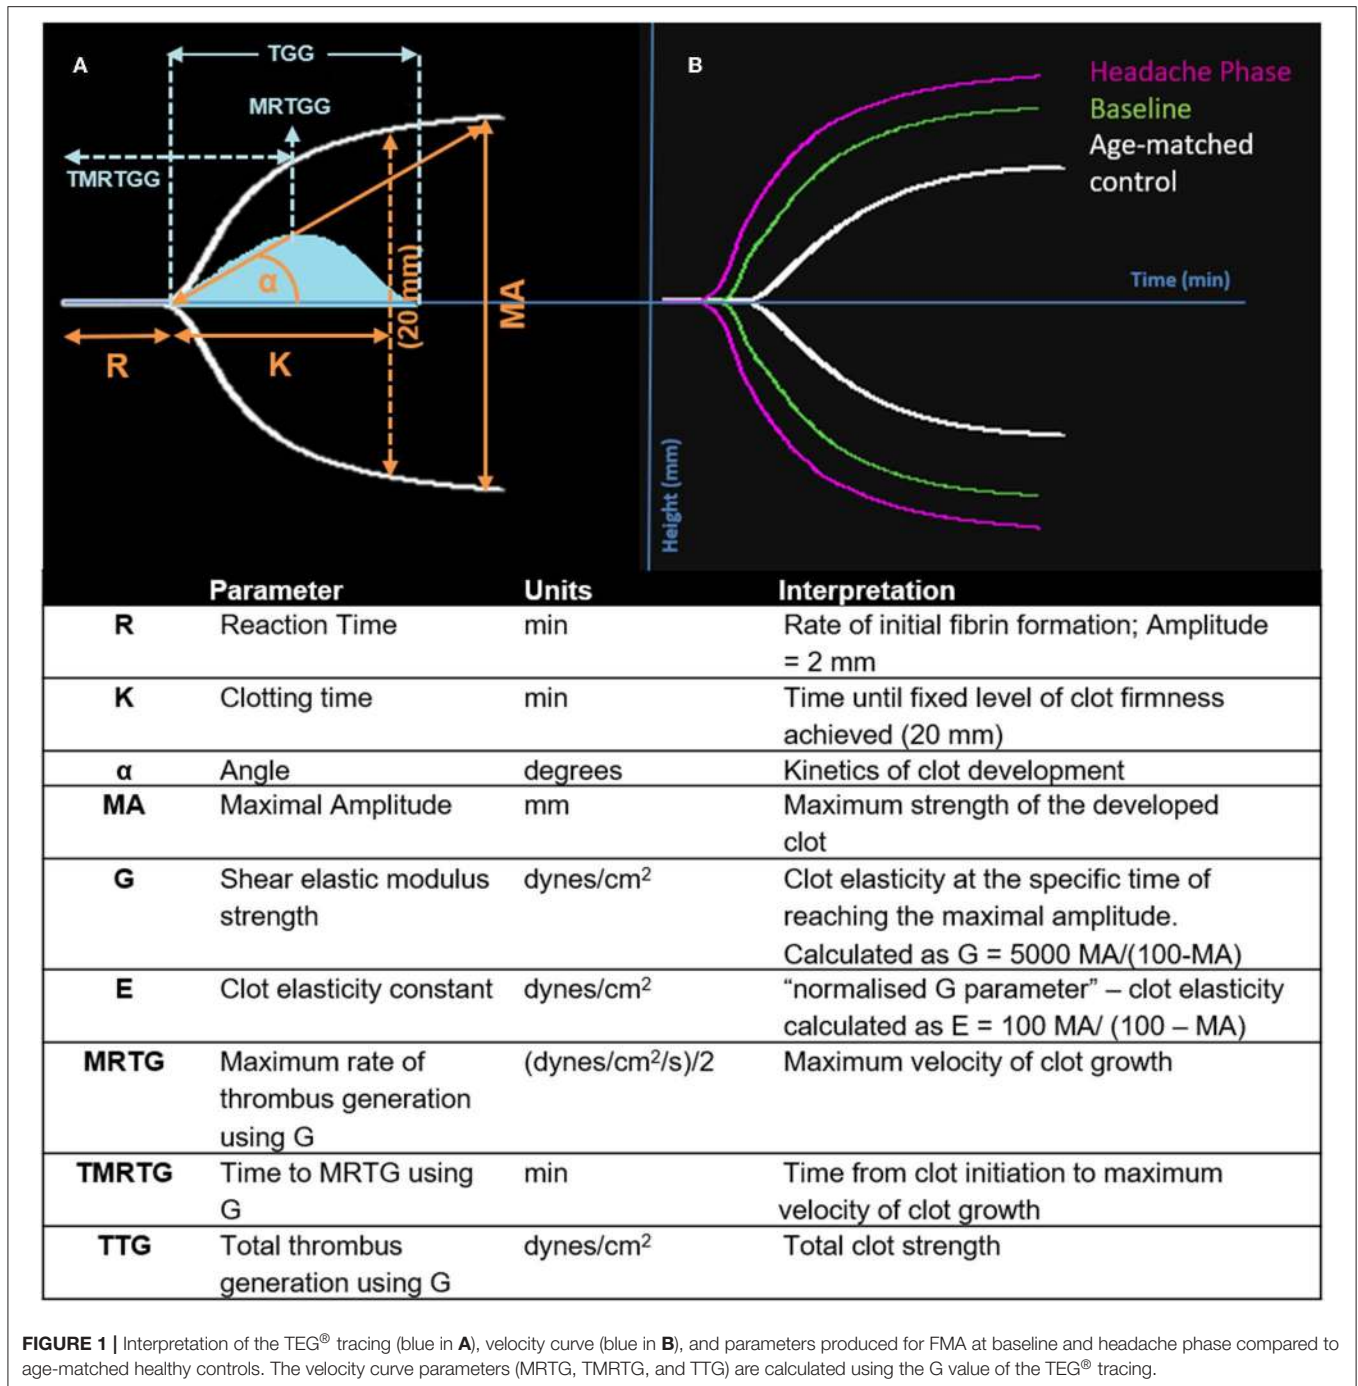 A
TGG
MRTGG
TMRTGG
α
(20 mm)
MA
R
K
B
Headache Phase
Baseline
Age-matched
control
Time (min)
Height (mm)
Parameter Units Interpretation
R Reaction Time min Rate of initial fibrin formation; Amplitude
= 2 mm
K Clotting time min Time until fixed level of clot firmness
achieved (20 mm)
α Angle degrees Kinetics of clot development
MA Maximal Amplitude mm Maximum strength of the developed
clot
G Shear elastic modulus dynes/cm² Clot elasticity at the specific time of
strength reaching the maximal amplitude.
Calculated as G = 5000 MA/(100-MA)
E Clot elasticity constant dynes/cm² “normalised G parameter” – clot elasticity
calculated as E = 100 MA/ (100 – MA)
MRTG Maximum rate of (dynes/cm²/s)/2 Maximum velocity of clot growth
thrombus generation
using G
TMRTG Time to MRTG using min Time from clot initiation to maximum
G velocity of clot growth
TTG Total thrombus dynes/cm² Total clot strength
generation using G
FIGURE 1 | Interpretation of the TEG® tracing (blue in A), velocity curve (blue in B), and parameters produced for FMA at baseline and headache phase compared to
age-matched healthy controls. The velocity curve parameters (MRTG, TMRTG, and TTG) are calculated using the G value of the TEG® tracing.